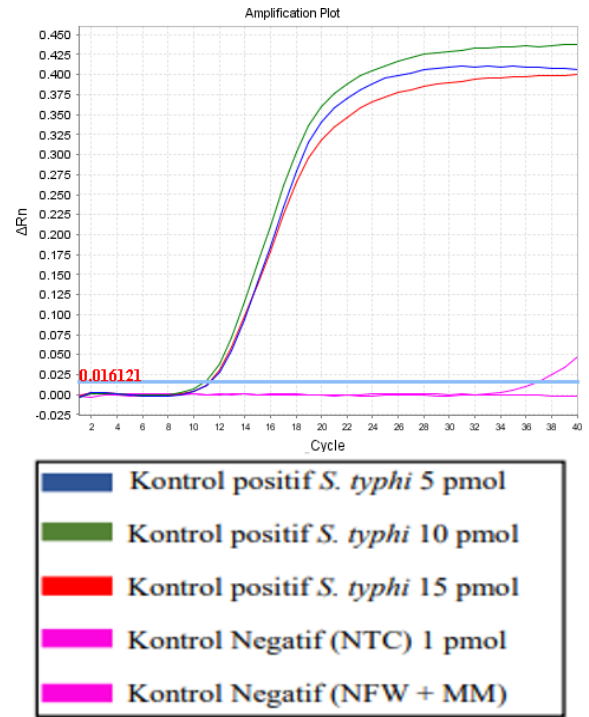 Amplification Plot
0.450
0.425
0.400
0.375
0.350
0.325
0.300
0.275
0.250
0.225
0.200
0.175
0.150
0.125
0.100
0.075
0.050
0.025
0.000
-0.025
ΔRn
0.016121
2 4 6 8 10 12 14 16 18 20 22 24 26 28 30 32 34 36 38 40
Cycle
Kontrol positif S. typhi 5 pmol
Kontrol positif S. typhi 10 pmol
Kontrol positif S. typhi 15 pmol
Kontrol Negatif (NTC) 1 pmol
Kontrol Negatif (NFW + MM)